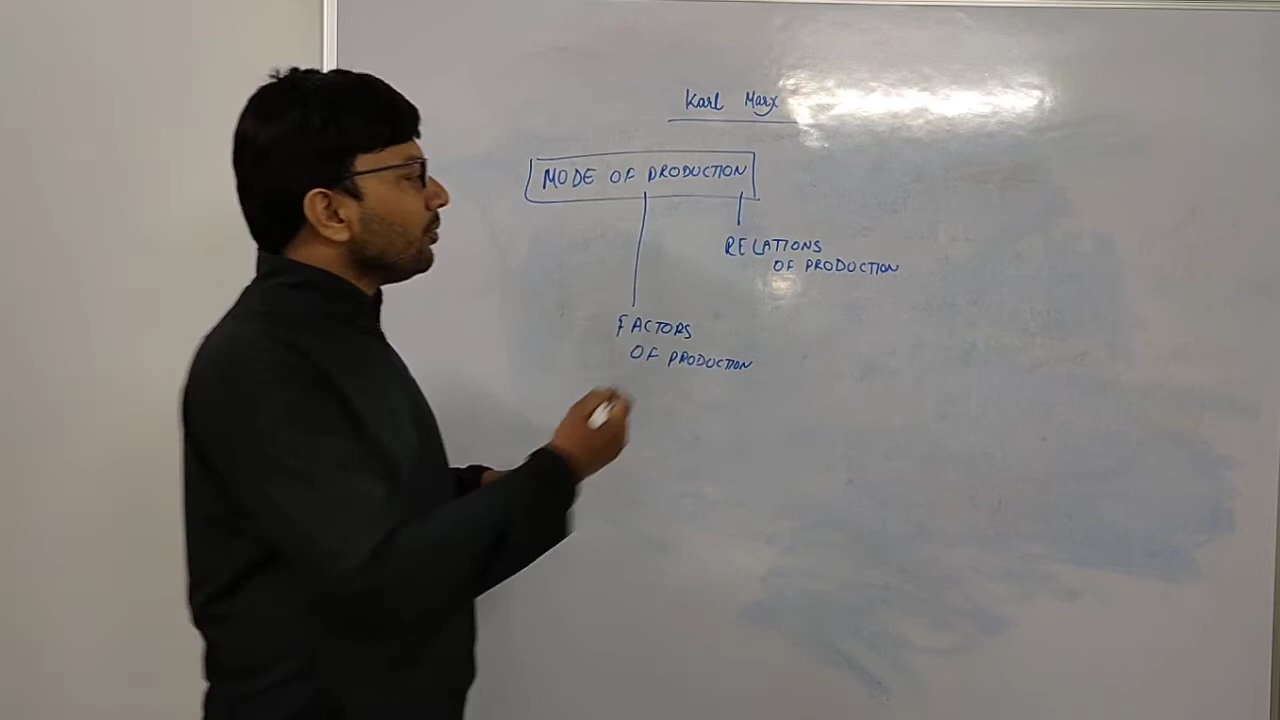 Karl Marx
MODE OF PRODUCTION
RELATIONS
OF PRODUCTION
FACTORS
OF PRODUCTION